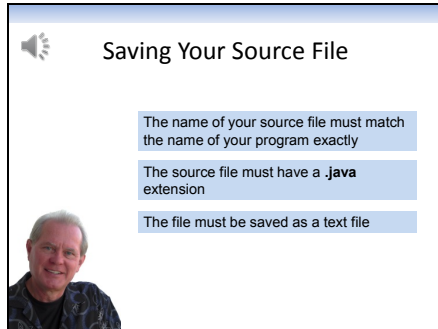 Saving Your Source File
The name of your source file must match
the name of your program exactly
The source file must have a .java
extension
The file must be saved as a text file